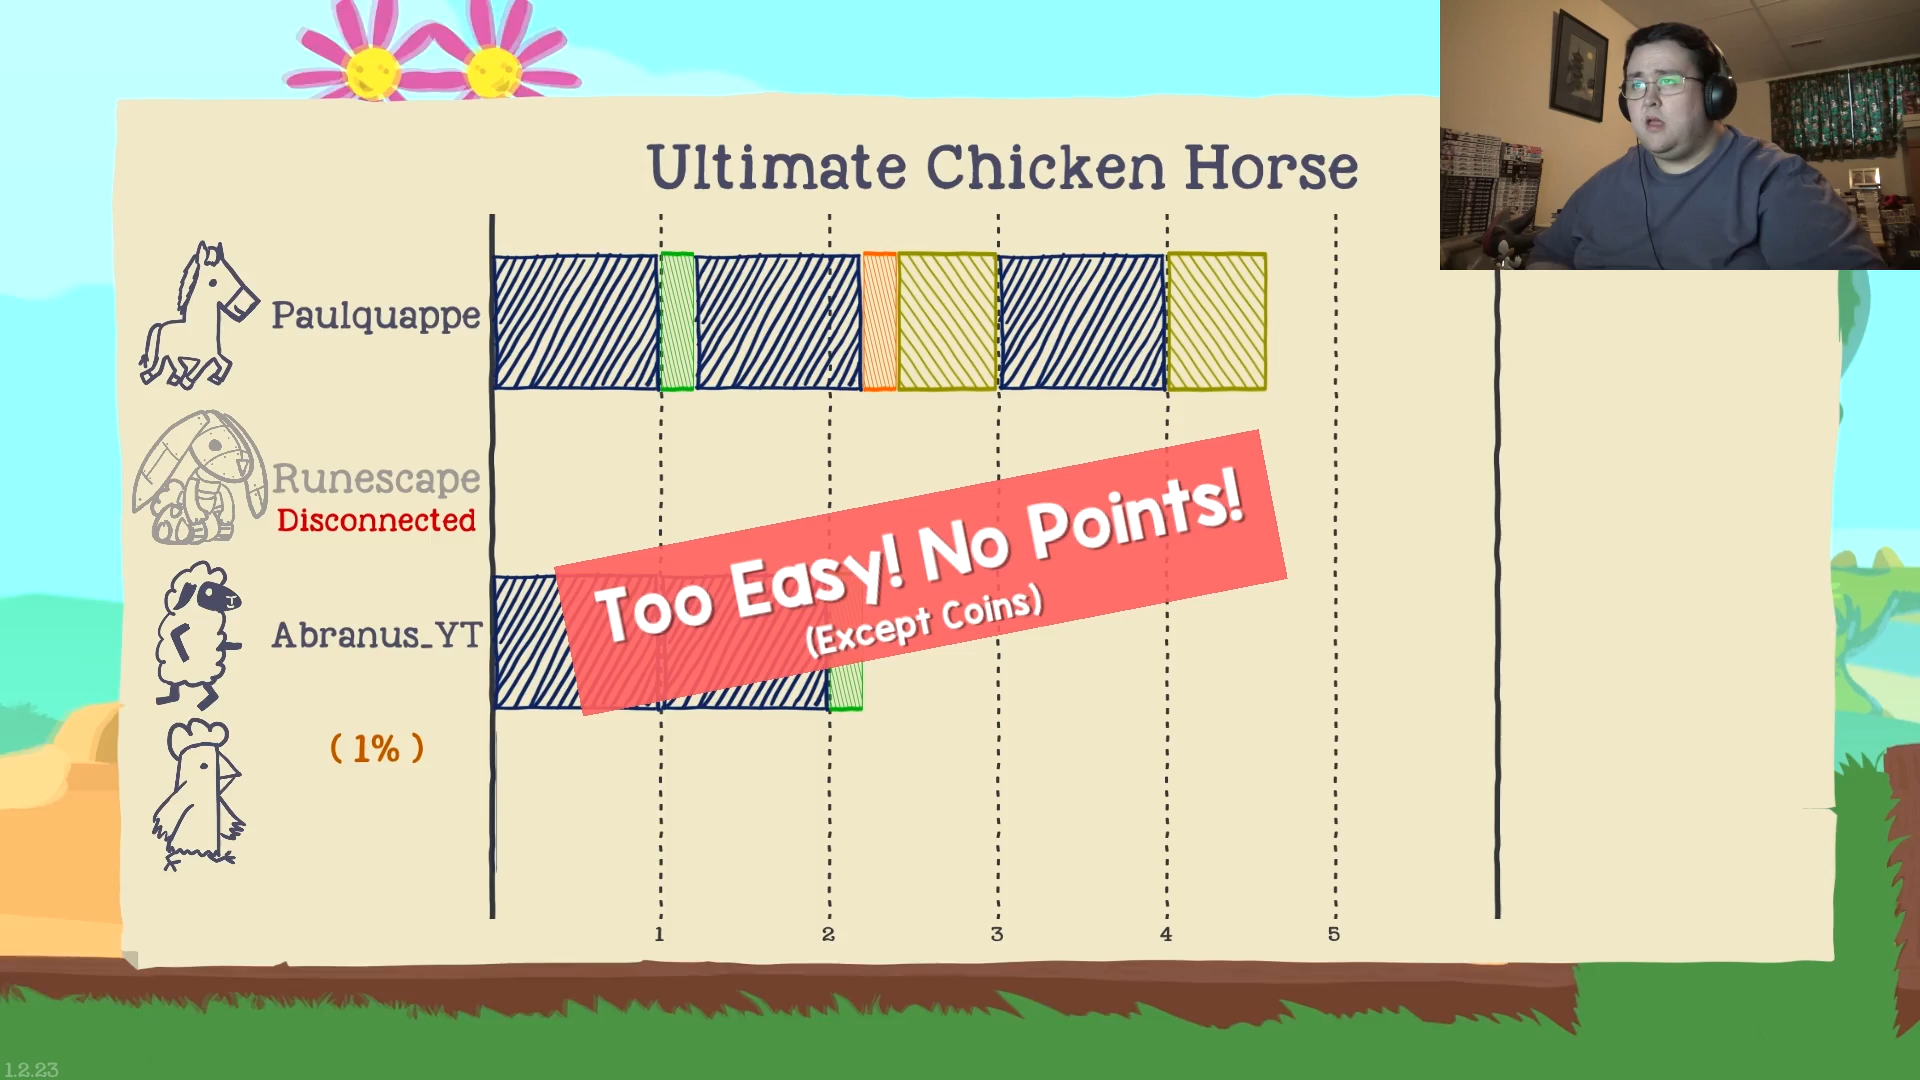 Ultimate Chicken Horse
Paulquappe
Runescape
Disconnected
Too Easy! No Points!
(Except Coins)
Abranus_YT
( 1% )
1 2 3 4 5
1.2.23